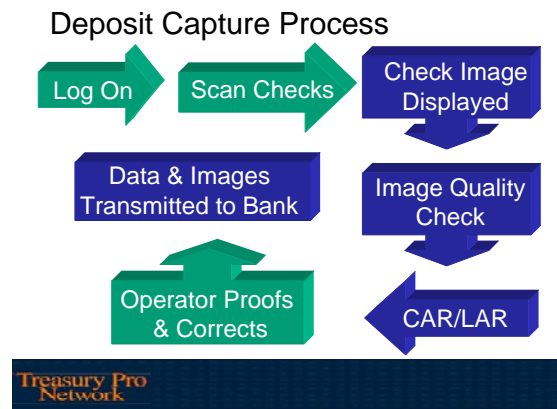 Deposit Capture Process
Log On
Scan Checks
Check Image
Displayed
Image Quality
Check
CAR/LAR
Operator Proofs
& Corrects
Data & Images
Transmitted to Bank
Treasury Pro
Network